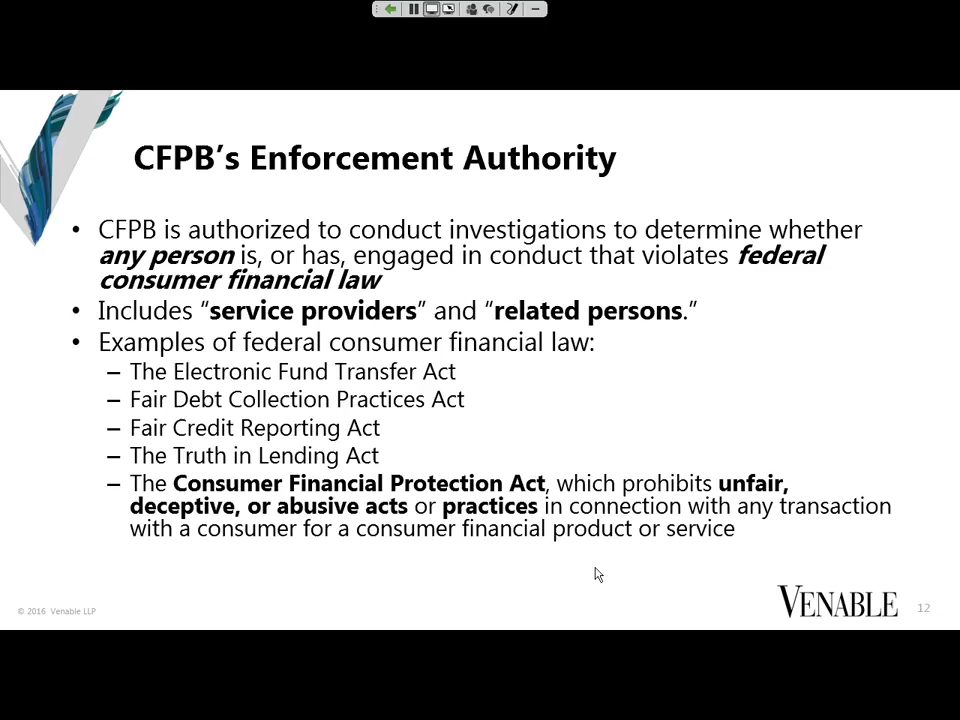 CFPB’s Enforcement Authority
• CFPB is authorized to conduct investigations to determine whether
any person is, or has, engaged in conduct that violates federal
consumer financial law
• Includes “service providers” and “related persons.”
• Examples of federal consumer financial law:
– The Electronic Fund Transfer Act
– Fair Debt Collection Practices Act
– Fair Credit Reporting Act
– The Truth in Lending Act
– The Consumer Financial Protection Act, which prohibits unfair,
deceptive, or abusive acts or practices in connection with any transaction
with a consumer for a consumer financial product or service
© 2016 Venable LLP
VENABLE
12